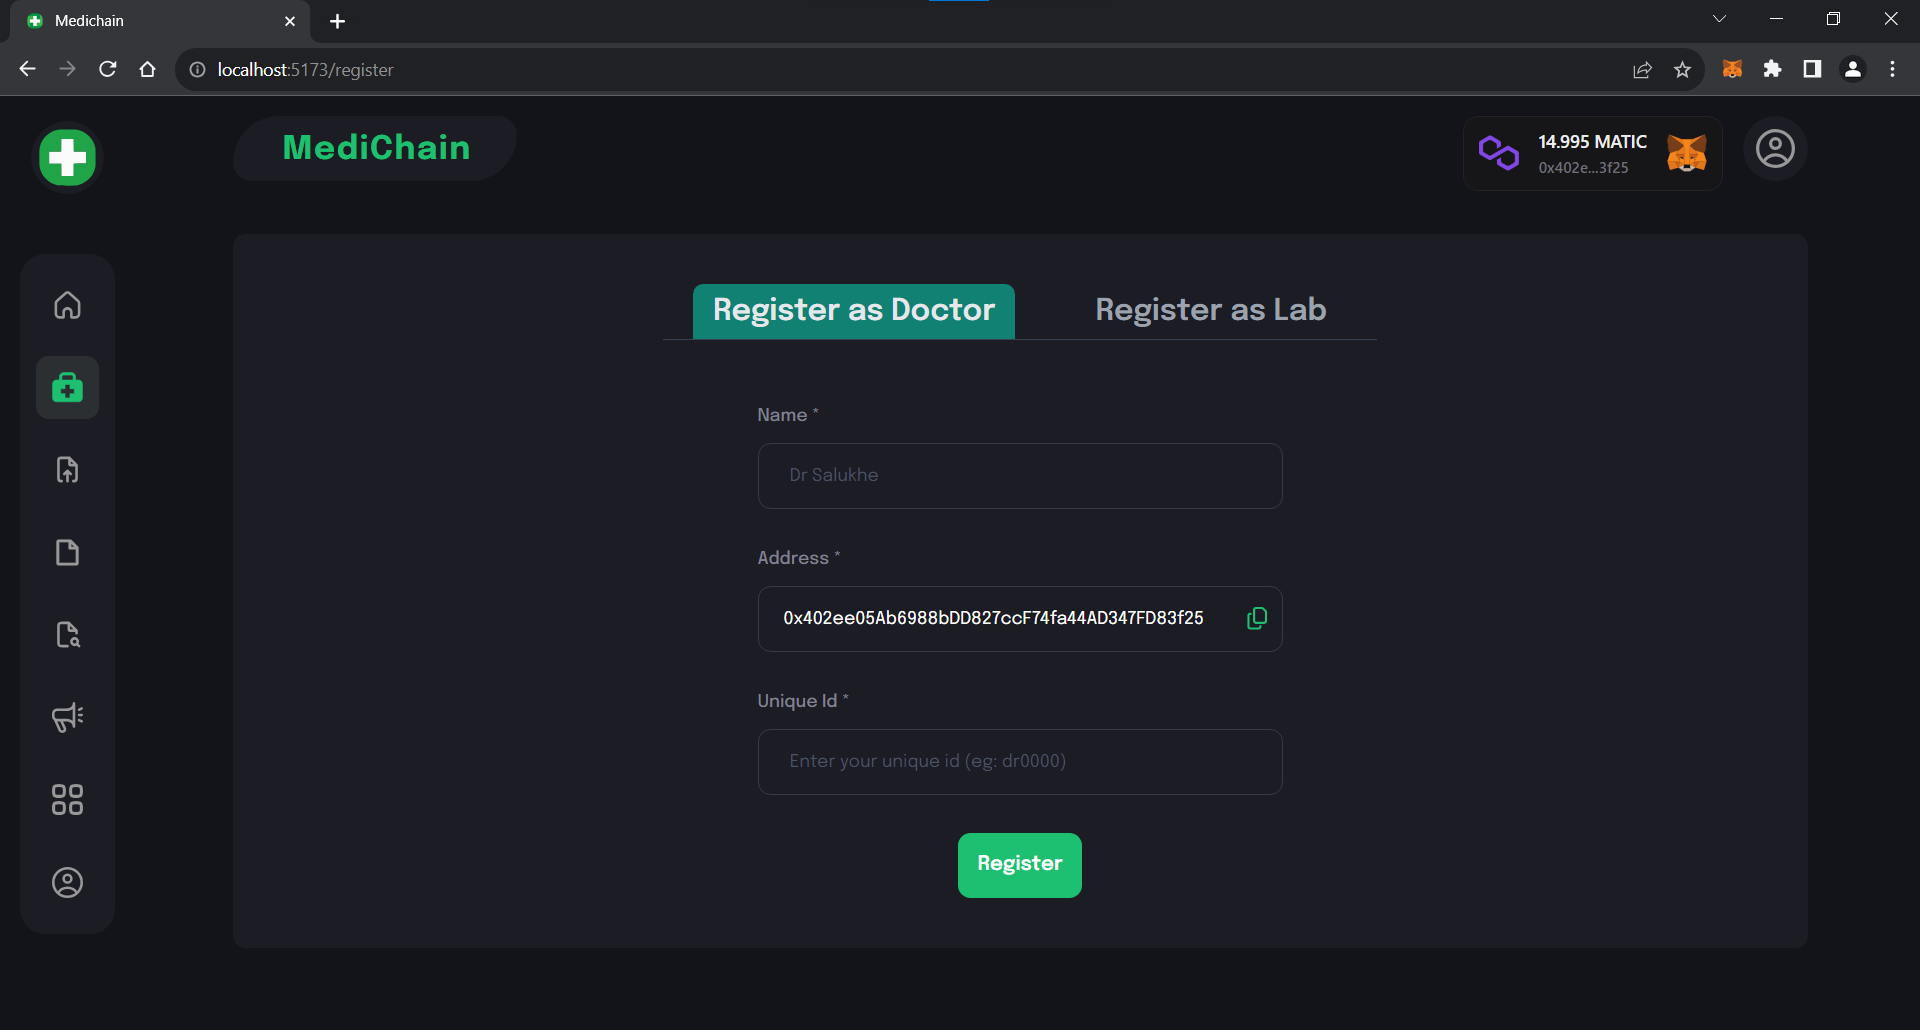 Medichain
localhost:5173/register
MediChain
14.995 MATIC
0x402e...3f25
Register as Doctor
Register as Lab
Name *
Dr Salukhe
Address *
0x402ee05Ab6988bDD827ccF74fa44AD347FD83f25
Unique Id *
Enter your unique id (eg: dr0000)
Register